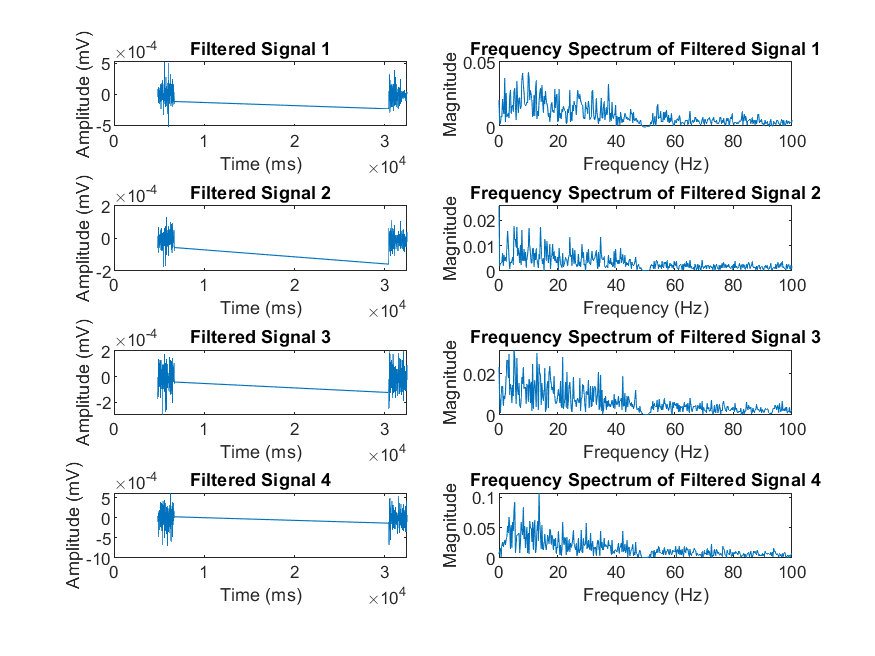 Filtered Signal 1
×10-4
Amplitude (mV)
5
0
-5
0 1 2 3
Time (ms)
×104
Frequency Spectrum of Filtered Signal 1
Magnitude
0.05
0
0 20 40 60 80 100
Frequency (Hz)
Filtered Signal 2
×10-4
Amplitude (mV)
2
0
-2
0 1 2 3
Time (ms)
×104
Frequency Spectrum of Filtered Signal 2
Magnitude
0.02
0.01
0
0 20 40 60 80 100
Frequency (Hz)
Filtered Signal 3
×10-4
Amplitude (mV)
2
0
-2
0 1 2 3
Time (ms)
×104
Frequency Spectrum of Filtered Signal 3
Magnitude
0.02
0
0 20 40 60 80 100
Frequency (Hz)
Filtered Signal 4
×10-4
Amplitude (mV)
5
0
-5
-10
0 1 2 3
Time (ms)
×104
Frequency Spectrum of Filtered Signal 4
Magnitude
0.1
0.05
0
0 20 40 60 80 100
Frequency (Hz)